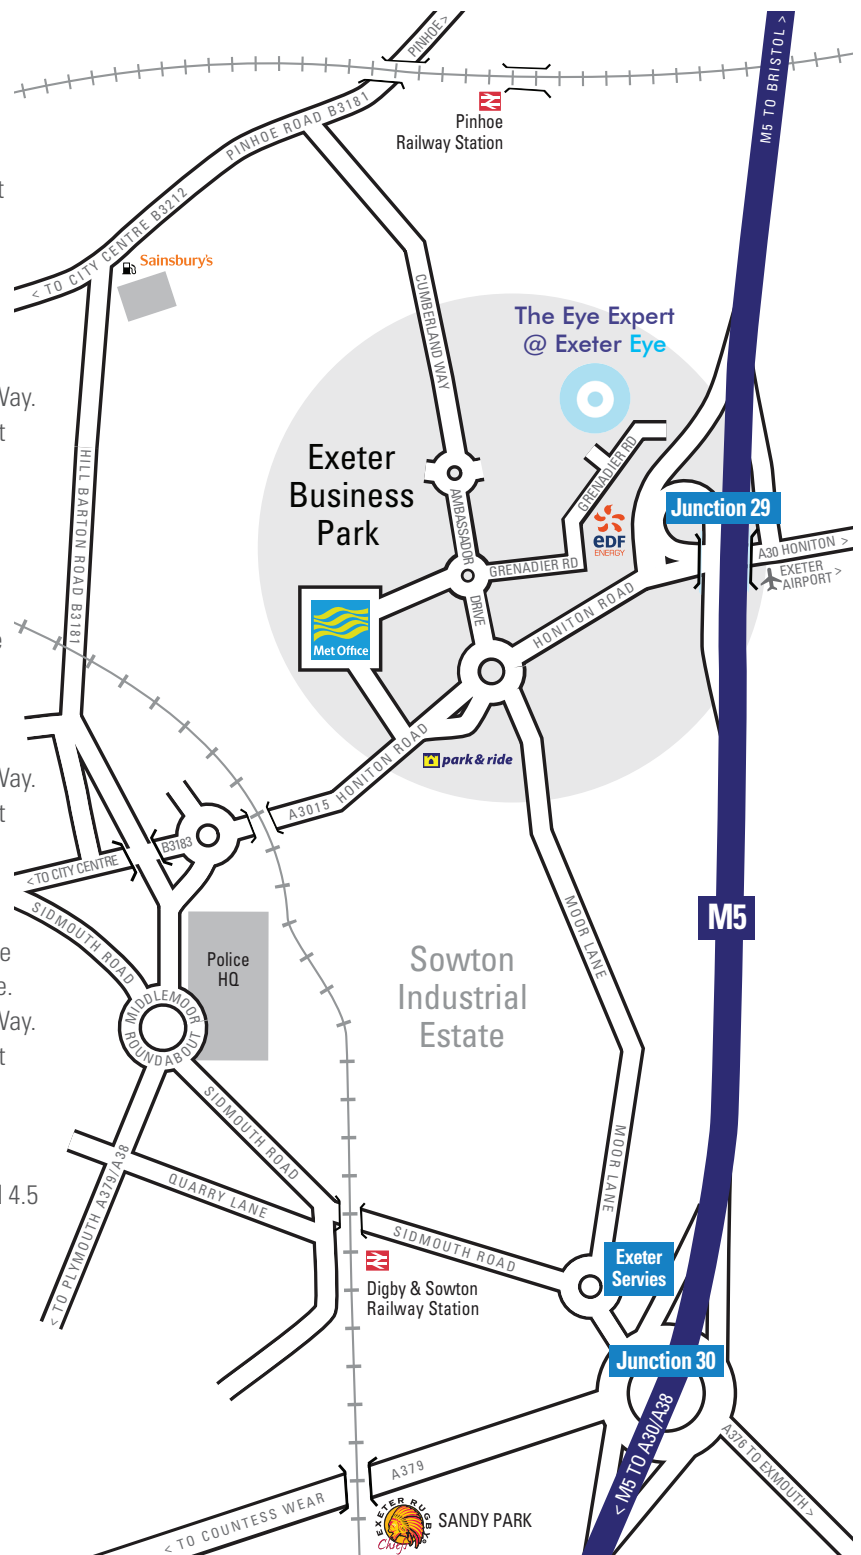 PINHOE >
M5 TO BRISTOL >
PINHOE ROAD B3181
Pinhoe
Railway Station
t
< TO CITY CENTRE B3212
Sainsbury's
CUMBERLAND WAY
The Eye Expert
@ Exeter Eye
Way.
t
HILL BARTON ROAD B3181
Exeter
Business
Park
GRENADIER RD
AMBASSADOR
DRIVE
Junction 29
eDF
ENERGY
GRENADIER RD
A30 HONITON >
EXETER
AIRPORT >
HONITON ROAD
Met Office
e
Way.
t
park & ride
A3015 HONITON ROAD
B3183
< TO CITY CENTRE
SIDMOUTH ROAD
MOOR LANE
M5
e
e.
Way.
t
Police
HQ
Sowton
Industrial
Estate
MIDDLEMOOR
ROUNDABOUT
SIDMOUTH ROAD
MOOR LANE
< TO PLYMOUTH A379/A38
QUARRY LANE
4.5
SIDMOUTH ROAD
Exeter
Servies
Digby & Sowton
Railway Station
Junction 30
< M5 TO A30/A38
A376 TO EXMOUTH >
A379
< TO COUNTESS WEAR
EXETER RUGBY
Chiefs
SANDY PARK